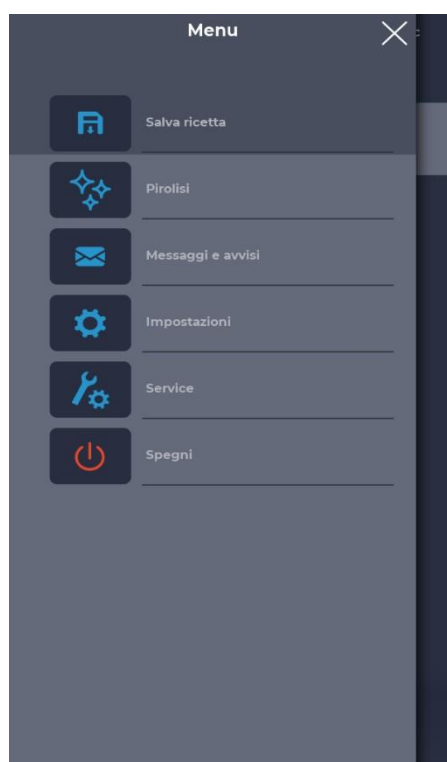 Menu
Salva ricetta
Pirolisi
Messaggi e avvisi
Impostazioni
Service
Spegni